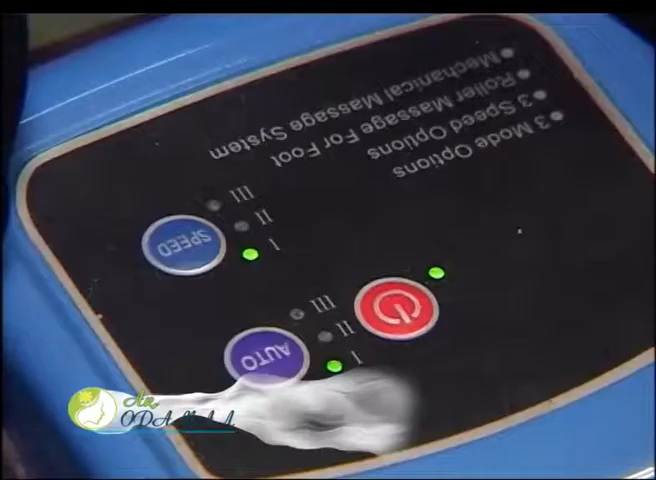 Mechanical Massage System
Roller Massage For Foot
3 Speed Options
3 Mode Options
SPEED
III
II
I
AUTO
III
II
I